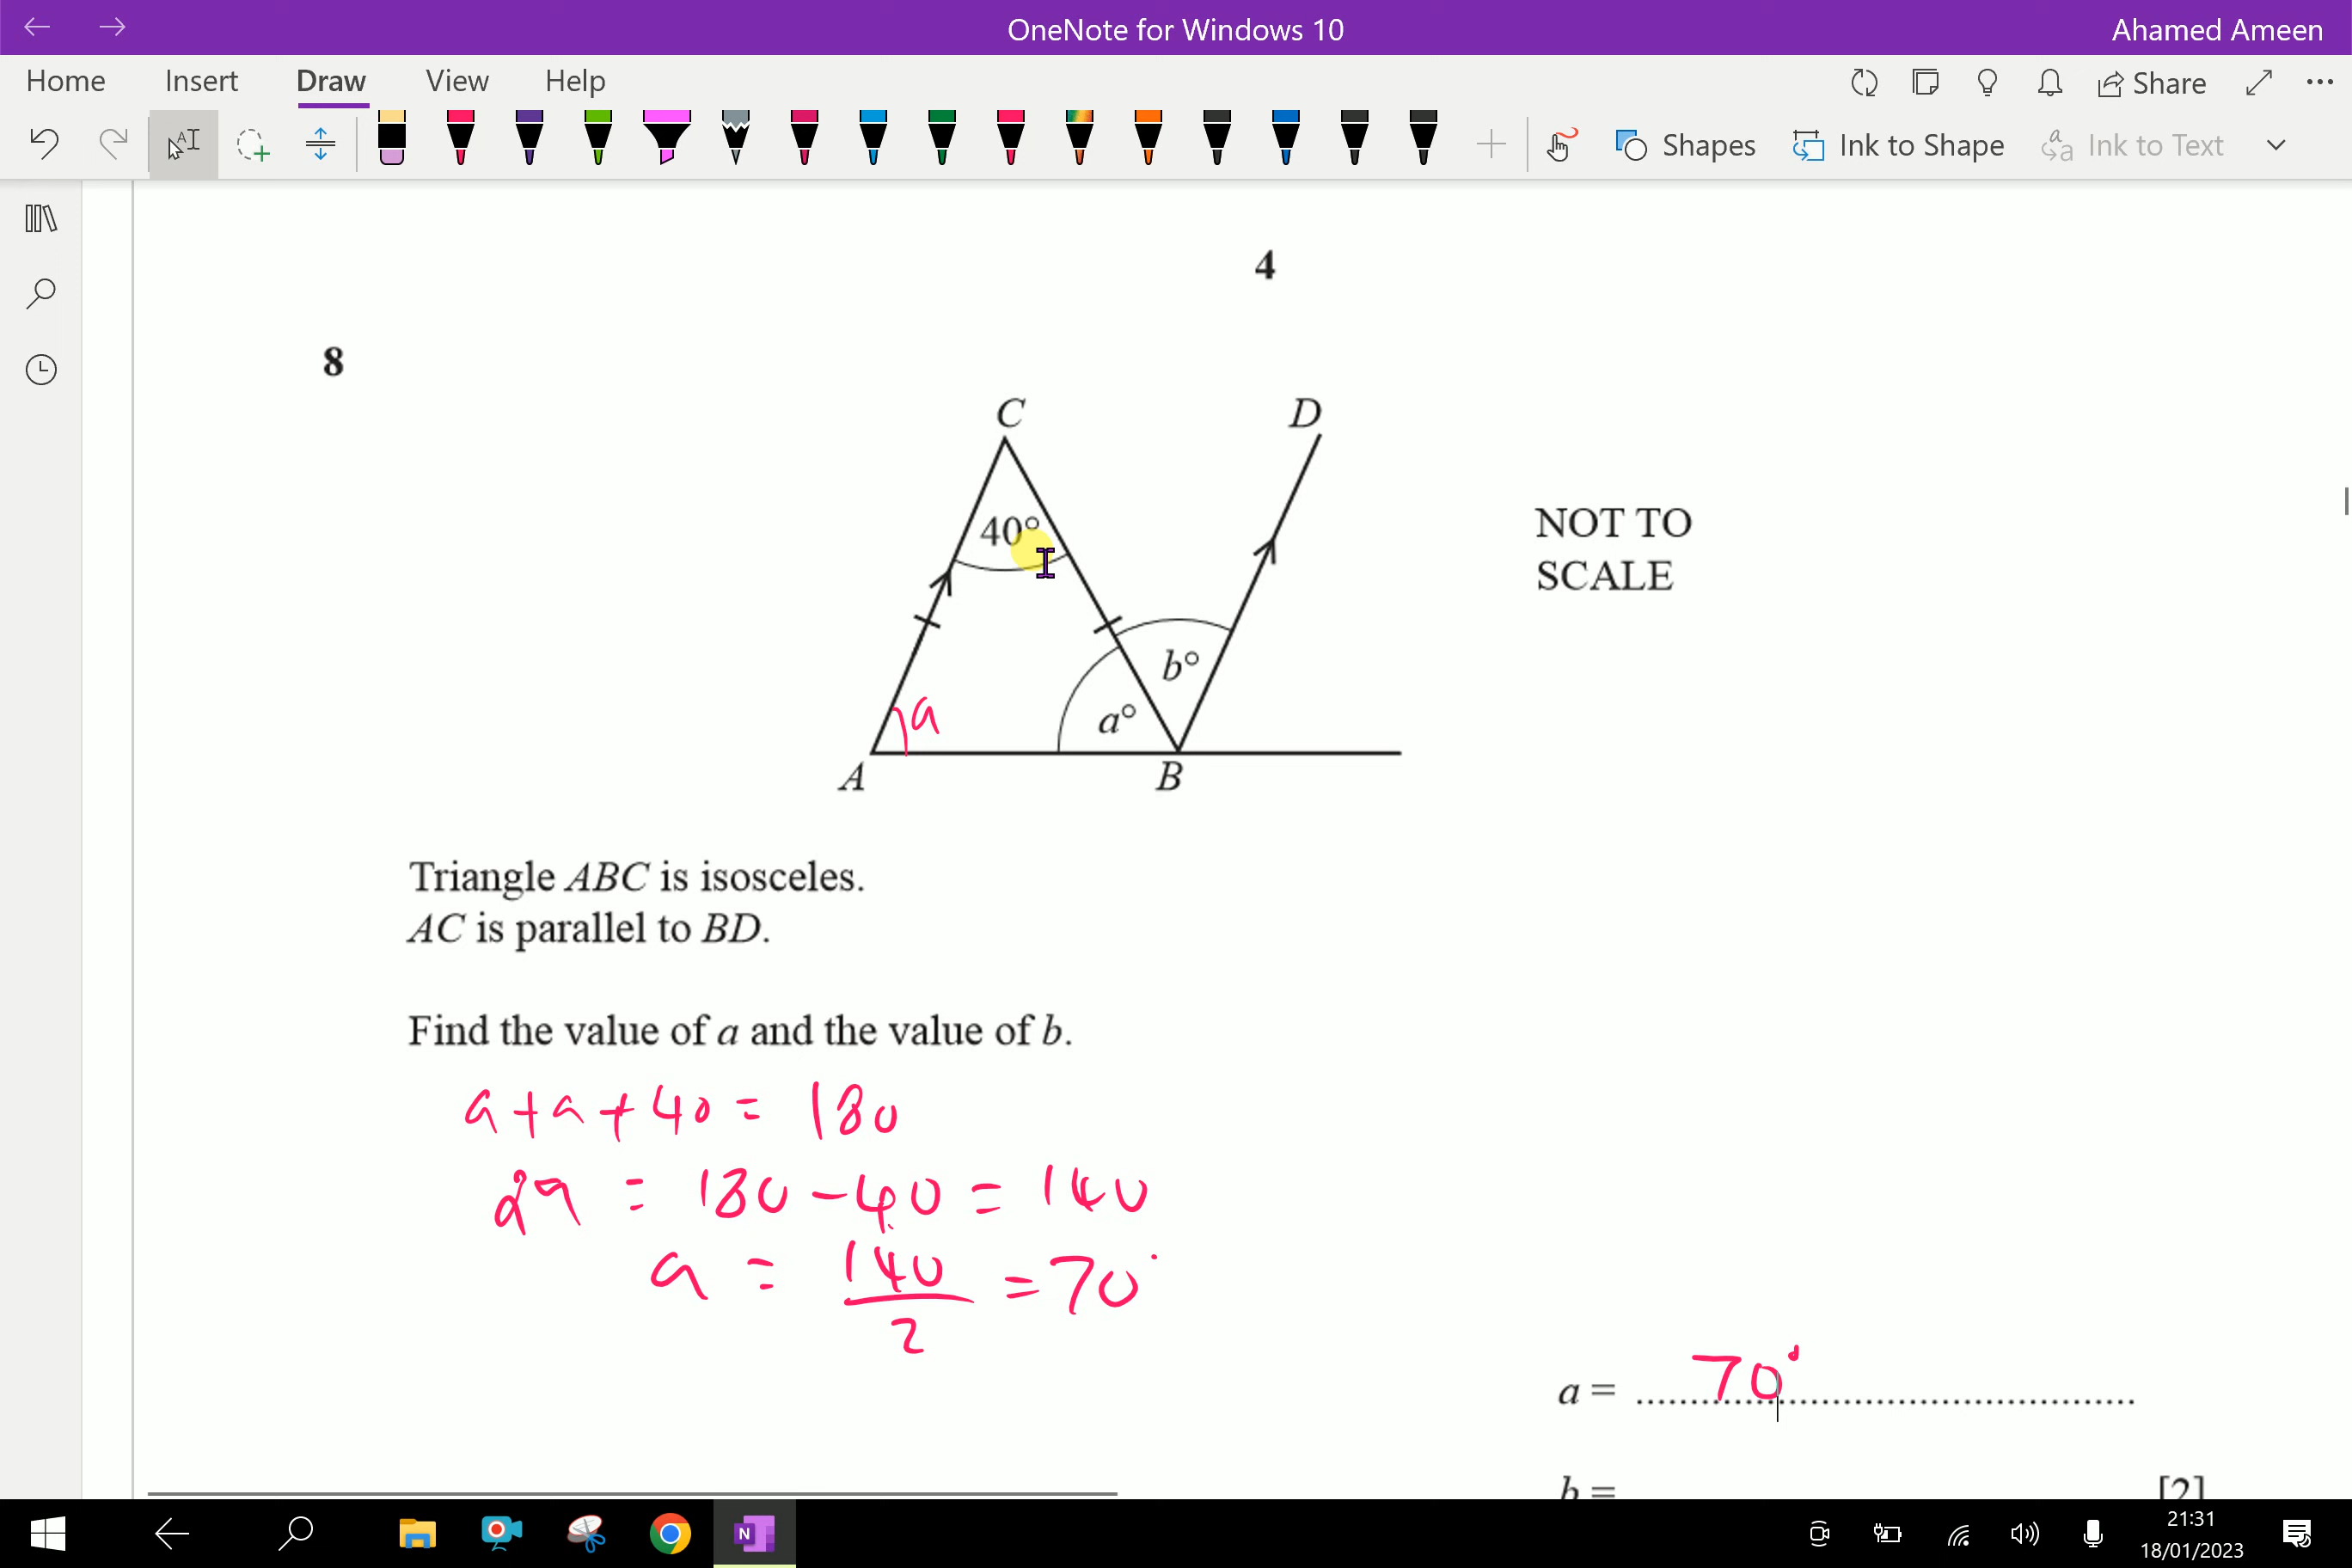 OneNote for Windows 10
Ahamed Ameen
Home Insert Draw View Help
Share
Shapes Ink to Shape Ink to Text
4
8
C D
40°
NOT TO
SCALE
b°
a a°
A B
Triangle ABC is isosceles.
AC is parallel to BD.
Find the value of a and the value of b.
a + a + 40 = 180
2a = 180 - 40 = 140
a = 140/2 = 70°
a = 70°
b = [2]
21:31
18/01/2023